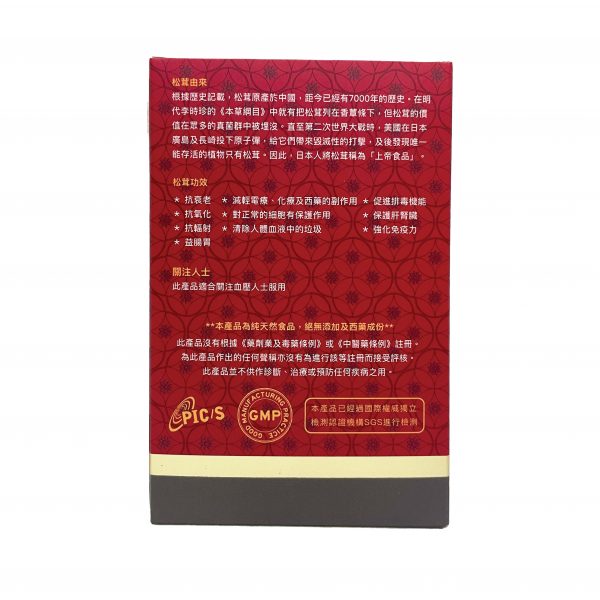 松茸由來
根據歷史記載，松茸原產於中國，距今已經有7000年的歷史。在明
代李時珍的《本草綱目》中就有把松茸列在香蕈條下，但松茸的價
值在眾多的真菌群中被埋沒。直至第二次世界大戰時，美國在日本
廣島及長崎投下原子彈，給它們帶來毀滅性的打擊，及後發現唯一
能存活的植物只有松茸。因此，日本人將松茸稱為「上帝食品」。
松茸功效
* 抗衰老 * 減輕電療、化療及西藥的副作用 * 促進排毒機能
* 抗氧化 * 對正常的細胞有保護作用 * 保護肝腎臟
* 抗輻射 * 清除人體血液中的垃圾 * 強化免疫力
* 益腸胃
關注人士
此產品適合關注血壓人士服用
**本產品為純天然食品，絕無添加及西藥成份**
此產品沒有根據《藥劑業及毒藥條例》或《中醫藥條例》註冊。
為此產品作出的任何聲稱亦沒有為進行該等註冊而接受評核。
此產品並不供作診斷、治療或預防任何疾病之用。
PIC/S
GOOD MANUFACTURING PRACTICE
GMP
本產品已經過國際權威獨立
檢測認證機構SGS進行檢測